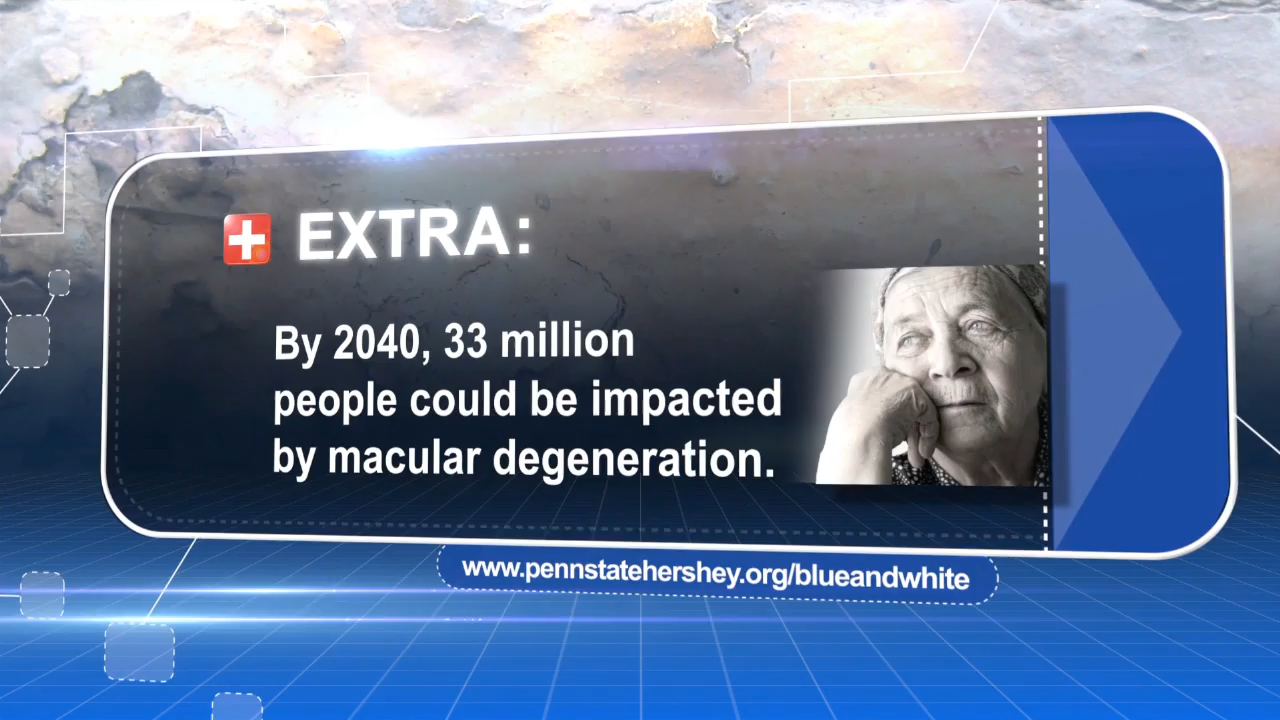 EXTRA:
By 2040, 33 million
people could be impacted
by macular degeneration.
www.pennstatehershey.org/blueandwhite